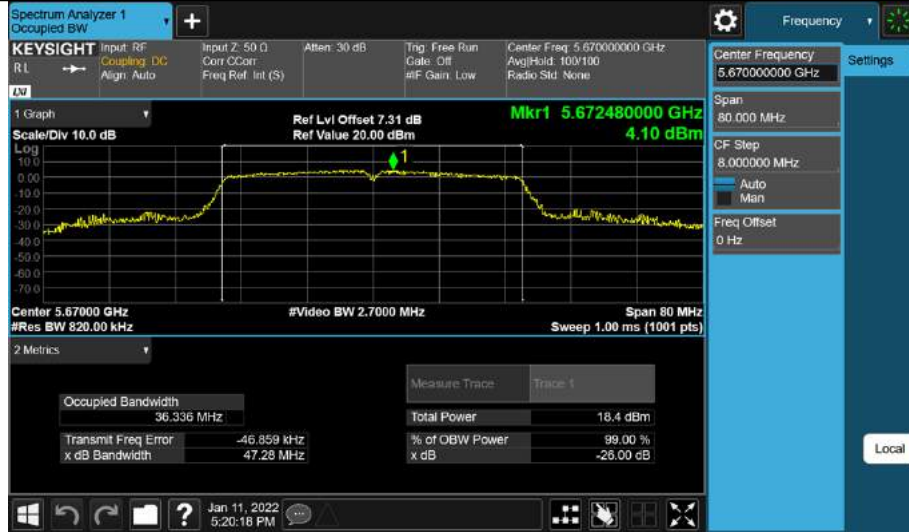 Spectrum Analyzer 1
Occupied BW
+
Frequency
KEYSIGHT
RL
LXI
Input: RF
Coupling: DC
Align: Auto
Input Z: 50 Ω
Corr CCorr
Freq Ref: Int (S)
Atten: 30 dB
Trig: Free Run
Gate: Off
#IF Gain: Low
Center Freq: 5.670000000 GHz
Avg|Hold: 100/100
Radio Std: None
1 Graph
Scale/Div 10.0 dB
Ref Lvl Offset 7.31 dB
Ref Value 20.00 dBm
Mkr1 5.672480000 GHz
4.10 dBm
Log
10.0
0.00
-10.0
-20.0
-30.0
-40.0
-50.0
-60.0
-70.0
1
Center 5.67000 GHz
#Res BW 820.00 kHz
#Video BW 2.7000 MHz
Span 80 MHz
Sweep 1.00 ms (1001 pts)
2 Metrics
Measure Trace
Trace 1
Occupied Bandwidth
36.336 MHz
Total Power 18.4 dBm
Transmit Freq Error -46.859 kHz
% of OBW Power 99.00 %
x dB Bandwidth 47.28 MHz
x dB -26.00 dB
Center Frequency
5.670000000 GHz
Span
80.000 MHz
CF Step
8.000000 MHz
Auto
Man
Freq Offset
0 Hz
Settings
Local
?
Jan 11, 2022
5:20:18 PM